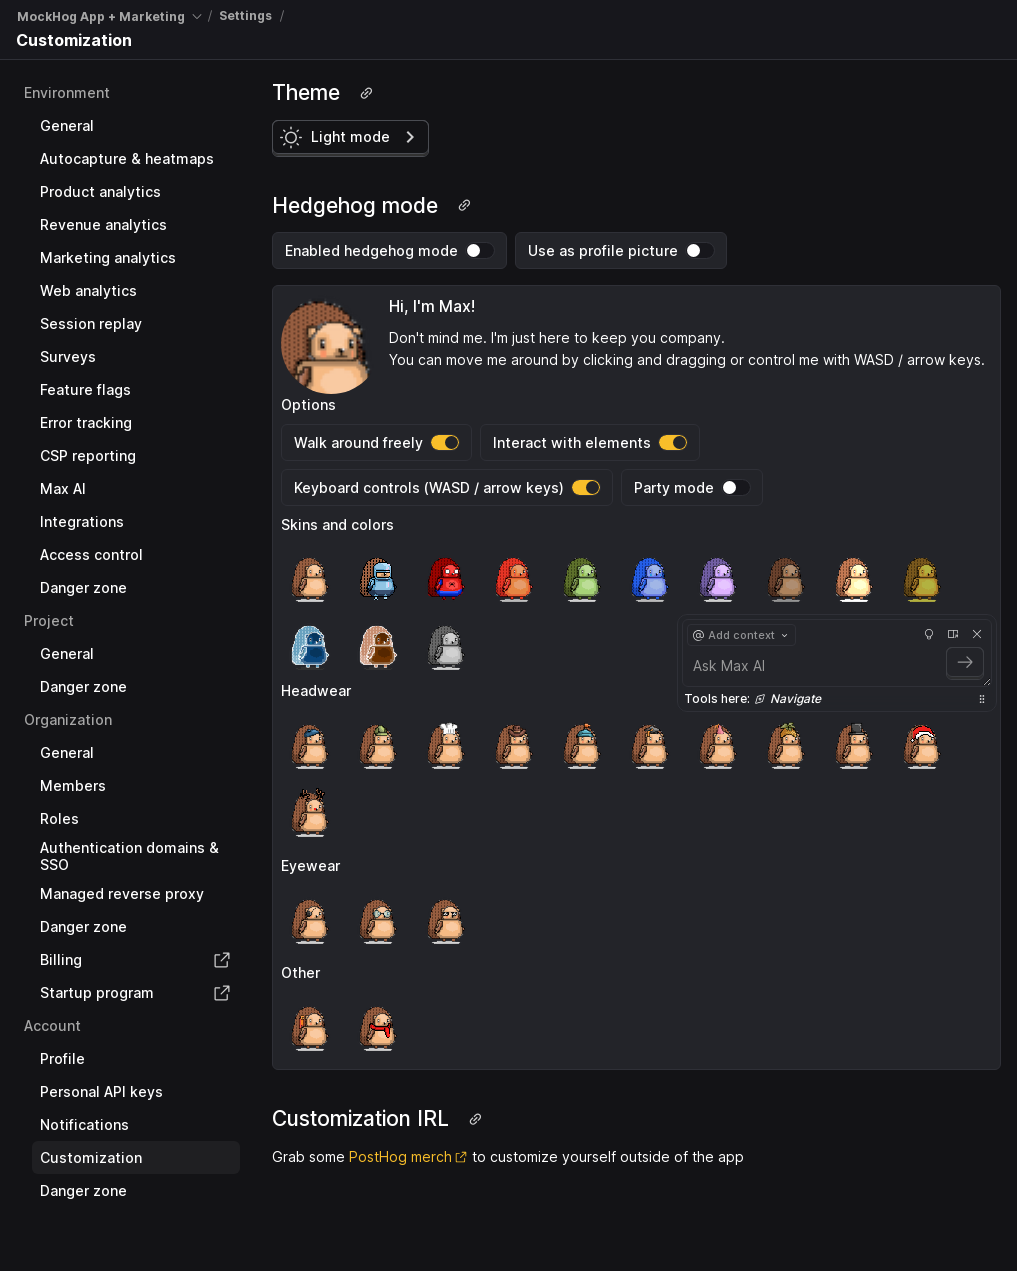 MockHog App + Marketing / Settings /
Customization
Environment
General
Autocapture & heatmaps
Product analytics
Revenue analytics
Marketing analytics
Web analytics
Session replay
Surveys
Feature flags
Error tracking
CSP reporting
Max AI
Integrations
Access control
Danger zone
Project
General
Danger zone
Organization
General
Members
Roles
Authentication domains &
SSO
Managed reverse proxy
Danger zone
Billing
Startup program
Account
Profile
Personal API keys
Notifications
Customization
Danger zone
Theme
Light mode
Hedgehog mode
Enabled hedgehog mode
Use as profile picture
Hi, I'm Max!
Don't mind me. I'm just here to keep you company.
You can move me around by clicking and dragging or control me with WASD / arrow keys.
Options
Walk around freely
Interact with elements
Keyboard controls (WASD / arrow keys)
Party mode
Skins and colors
@ Add context
Ask Max AI
Tools here: Navigate
Headwear
Eyewear
Other
Customization IRL
Grab some PostHog merch to customize yourself outside of the app